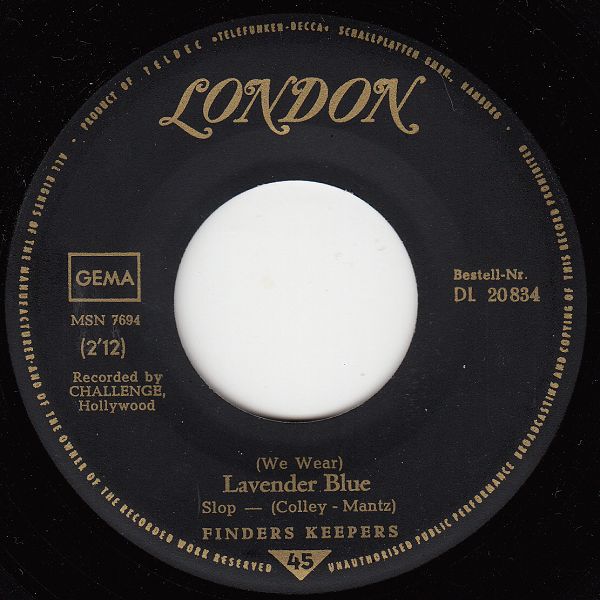 · PRODUCT OF TELDEC »TELEFUNKEN-DECCA« SCHALLPLATTEN GMBH. HAMBURG ·
LONDON
GEMA
MSN 7694
(2'12)
Recorded by
CHALLENGE,
Hollywood
Bestell-Nr.
DL 20834
(We Wear)
Lavender Blue
Slop — (Colley - Mantz)
FINDERS KEEPERS
45
ALL RIGHTS OF THE MANUFACTURER·AND OF THE OWNER OF THE RECORDED WORK RESERVED
UNAUTHORISED PUBLIC PERFORMANCE BROADCASTING AND COPYING OF THIS RECORD PROHIBITED